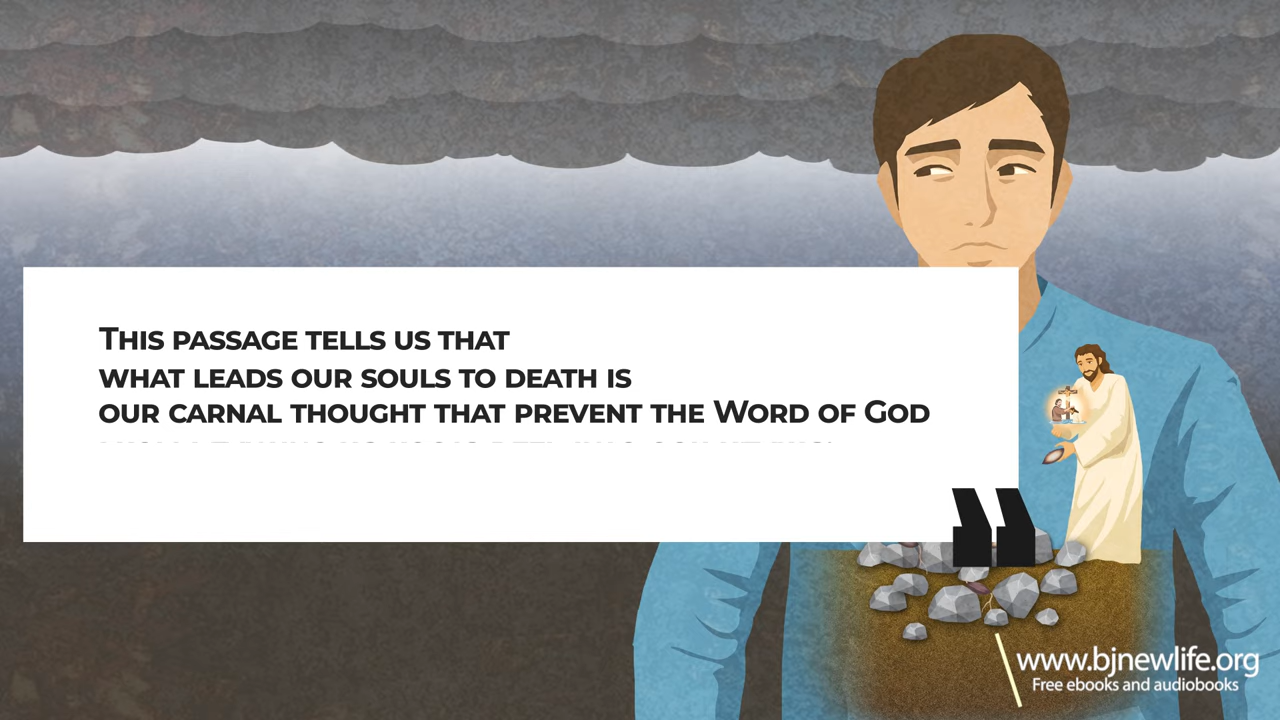 This passage tells us that
what leads our souls to death is
our carnal thought that prevent the Word of God
www.bjnewlife.org
Free ebooks and audiobooks